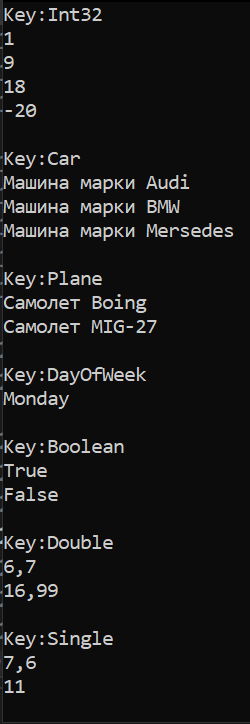 Key:Int32
1
9
18
-20
Key:Car
Машина марки Audi
Машина марки BMW
Машина марки Mersedes
Key:Plane
Самолет Boing
Самолет MIG-27
Key:DayOfWeek
Monday
Key:Boolean
True
False
Key:Double
6,7
16,99
Key:Single
7,6
11